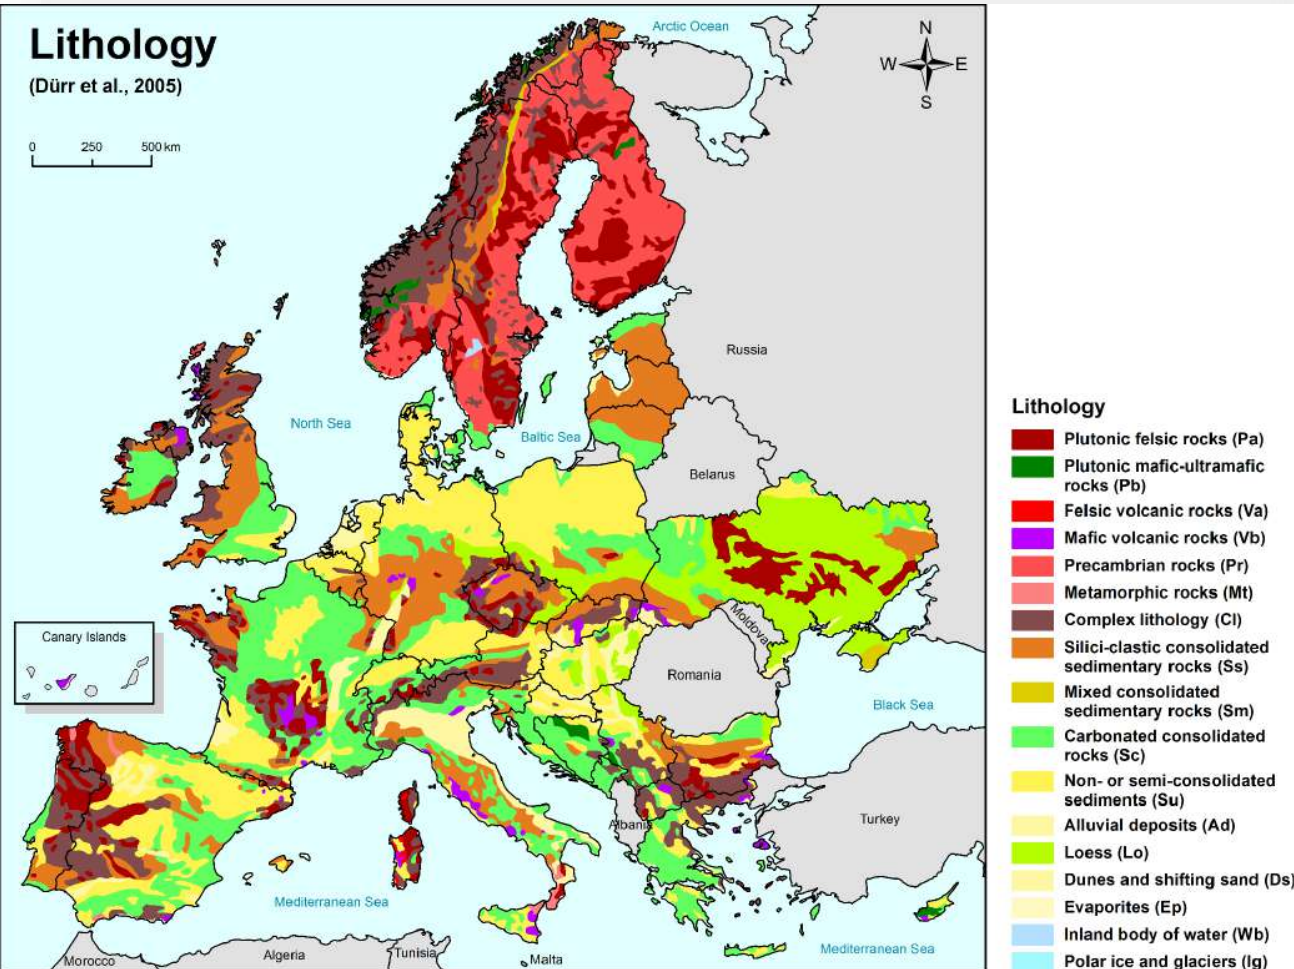 Lithology
(Dürr et al., 2005)
0 250 500 km
Arctic Ocean
N
W E
S
Russia
North Sea
Baltic Sea
Belarus
Canary Islands
Moldova
Romania
Black Sea
Albania
Turkey
Mediterranean Sea
Mediterranean Sea
Morocco
Algeria
Tunisia
Malta
Lithology
Plutonic felsic rocks (Pa)
Plutonic mafic-ultramafic
rocks (Pb)
Felsic volcanic rocks (Va)
Mafic volcanic rocks (Vb)
Precambrian rocks (Pr)
Metamorphic rocks (Mt)
Complex lithology (Cl)
Silici-clastic consolidated
sedimentary rocks (Ss)
Mixed consolidated
sedimentary rocks (Sm)
Carbonated consolidated
rocks (Sc)
Non- or semi-consolidated
sediments (Su)
Alluvial deposits (Ad)
Loess (Lo)
Dunes and shifting sand (Ds)
Evaporites (Ep)
Inland body of water (Wb)
Polar ice and glaciers (Ig)